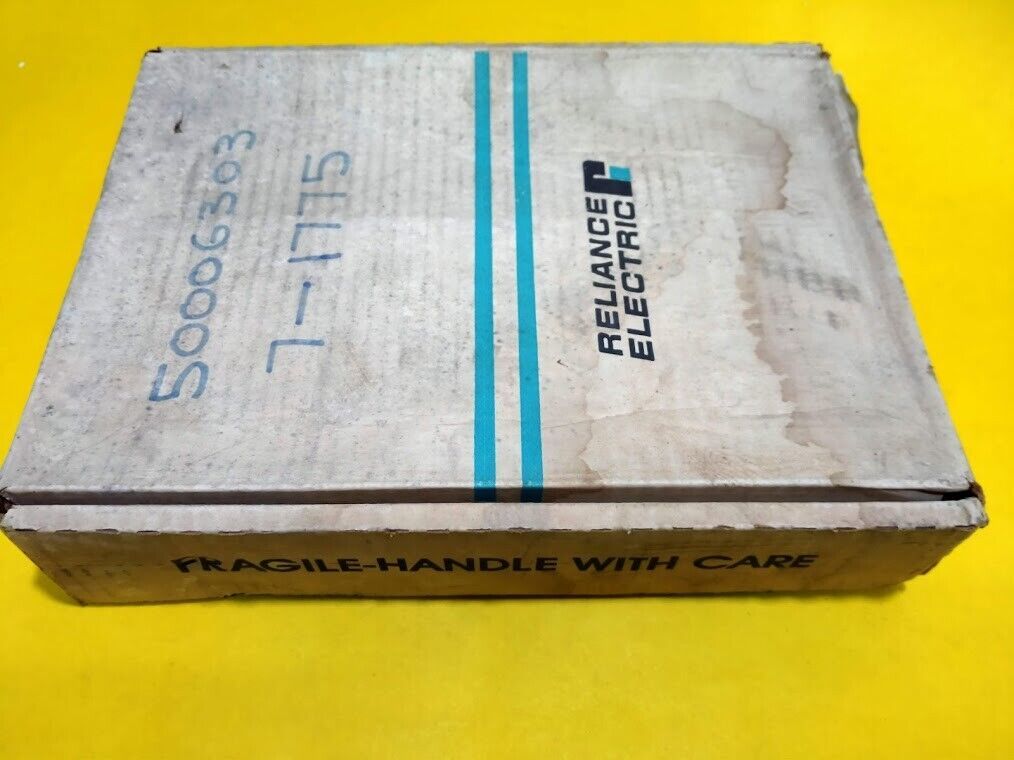 50006303
7-1775
RELIANCE
ELECTRIC
FRAGILE-HANDLE WITH CARE